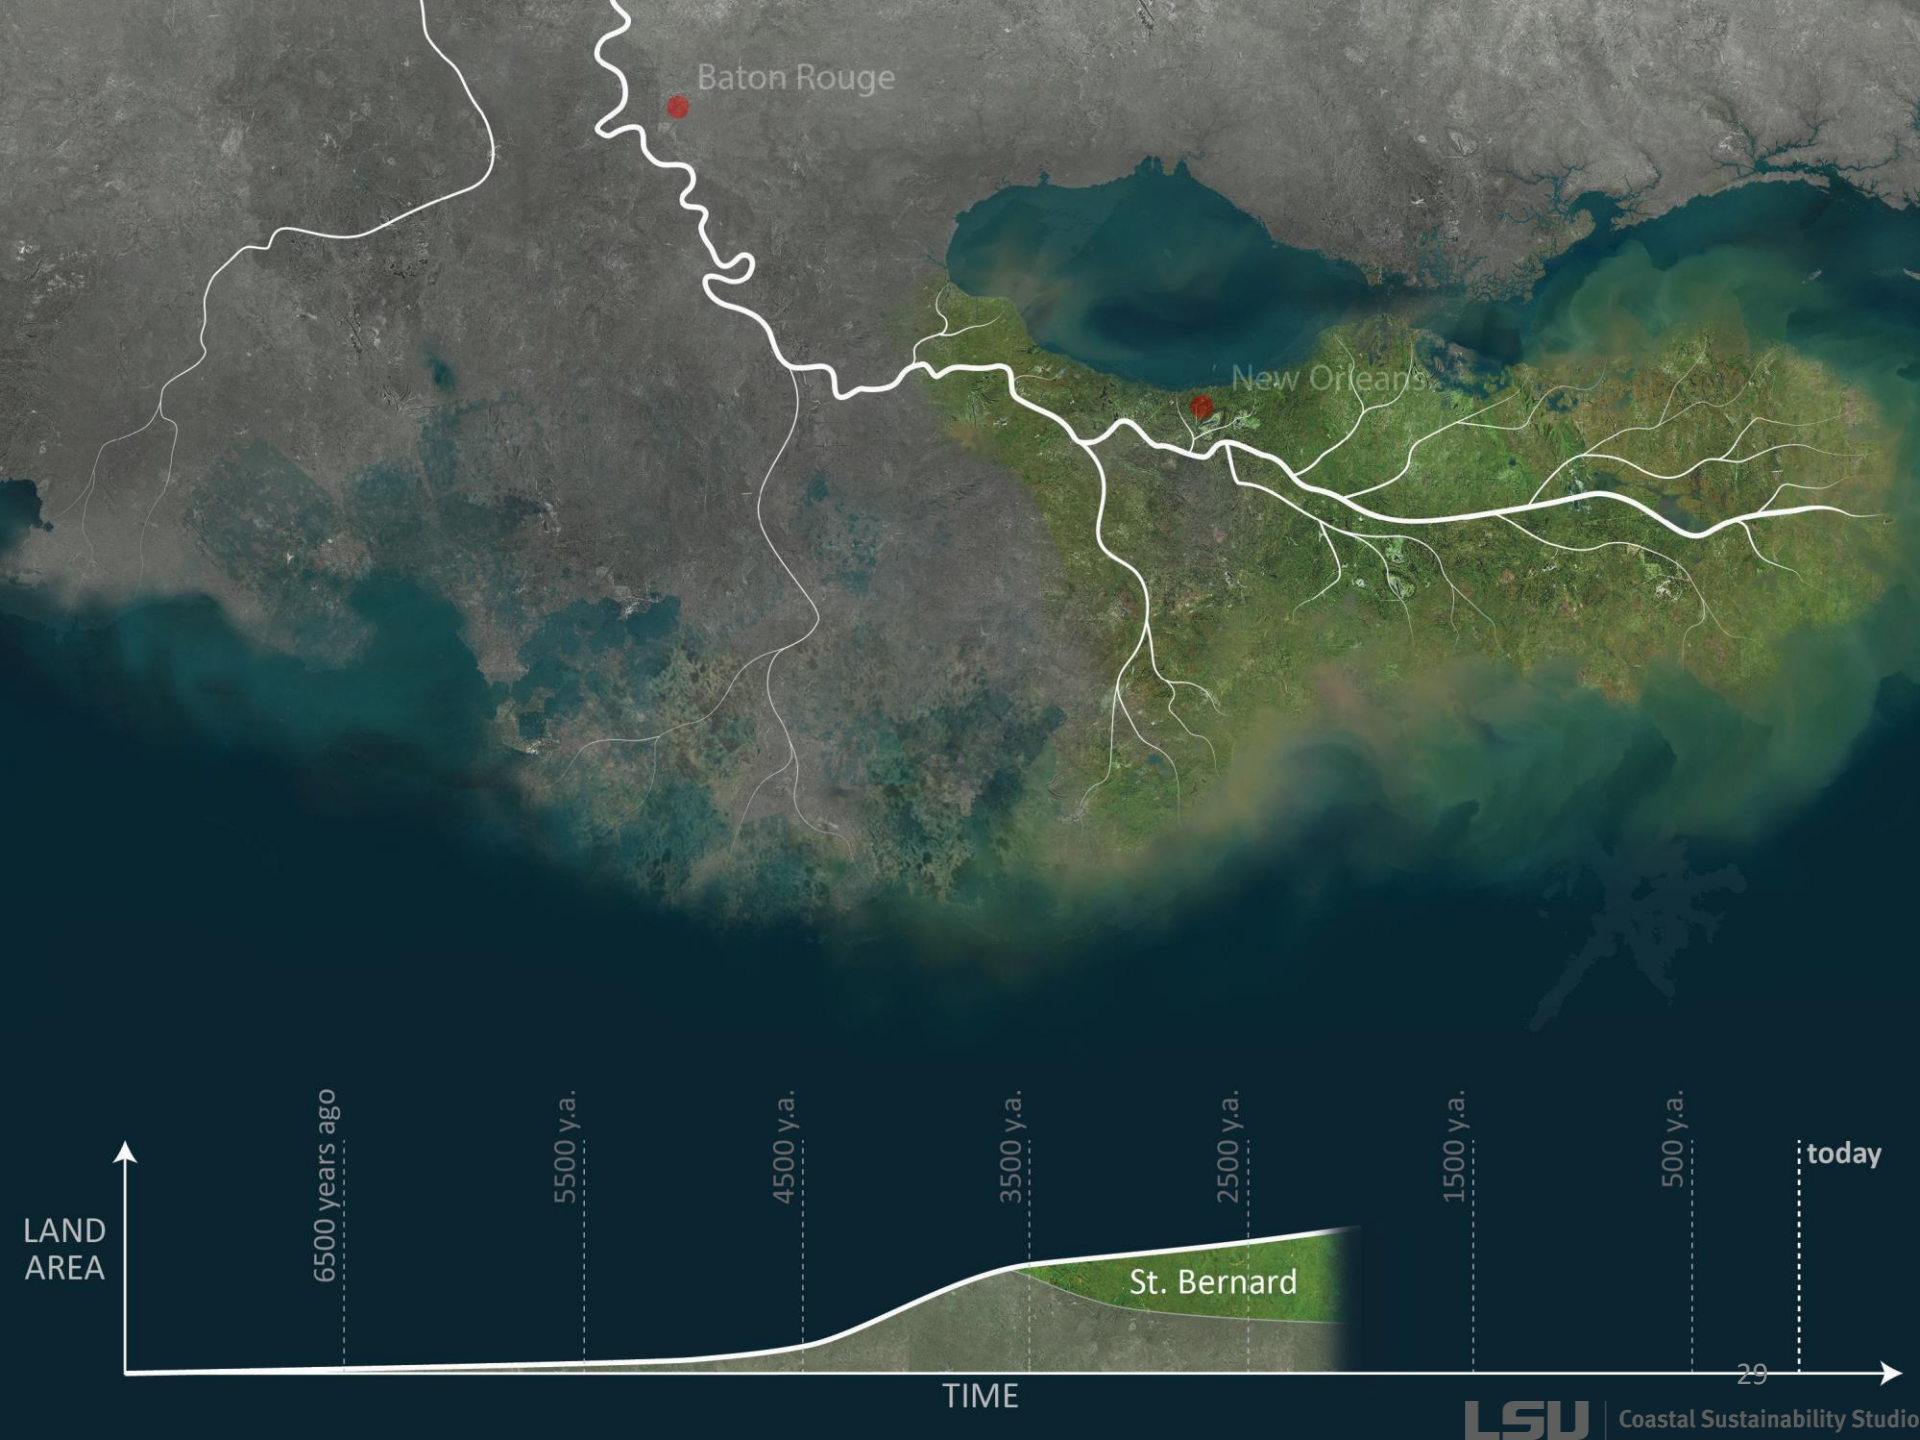 Baton Rouge
New Orleans
6500 years ago
5500 y.a.
4500 y.a.
3500 y.a.
2500 y.a.
1500 y.a.
500 y.a.
today
LAND
AREA
St. Bernard
29
TIME
LSU Coastal Sustainability Studio